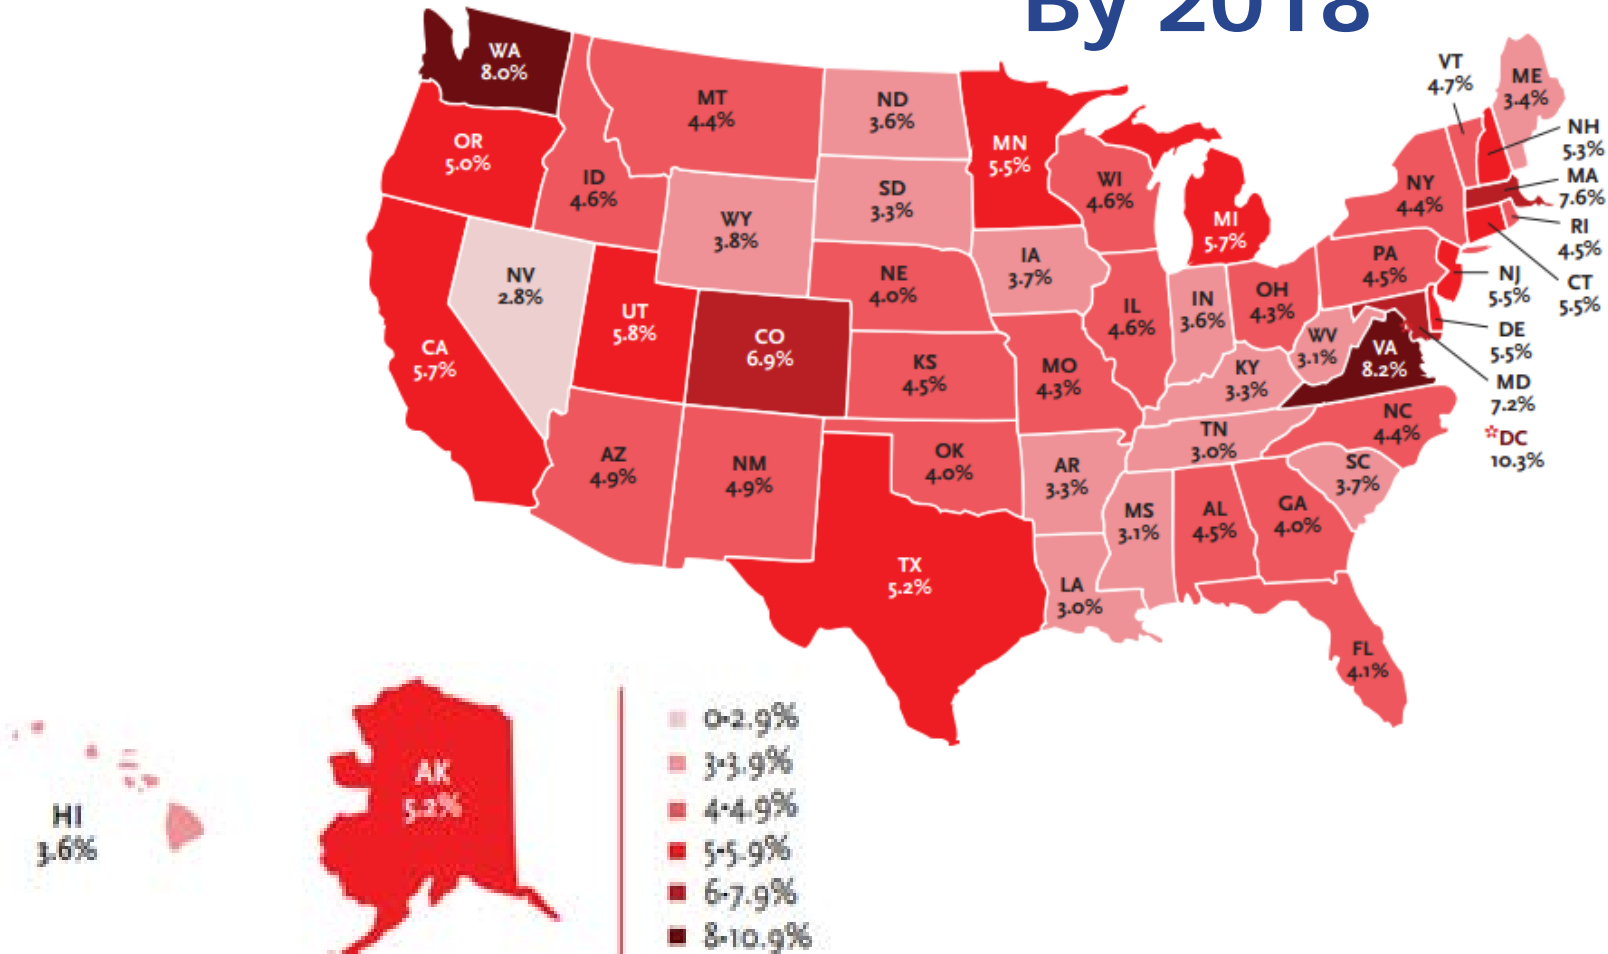 By 2018
WA
8.0%
OR
5.0%
CA
5.7%
NV
2.8%
ID
4.6%
MT
4.4%
WY
3.8%
UT
5.8%
CO
6.9%
AZ
4.9%
NM
4.9%
ND
3.6%
SD
3.3%
NE
4.0%
KS
4.5%
OK
4.0%
TX
5.2%
MN
5.5%
IA
3.7%
MO
4.3%
AR
3.3%
LA
3.0%
WI
4.6%
IL
4.6%
MI
5.7%
IN
3.6%
OH
4.3%
KY
3.3%
TN
3.0%
MS
3.1%
AL
4.5%
GA
4.0%
FL
4.1%
SC
3.7%
NC
4.4%
WV
3.1%
VA
8.2%
PA
4.5%
NY
4.4%
VT
4.7%
ME
3.4%
NH
5.3%
MA
7.6%
RI
4.5%
CT
5.5%
NJ
5.5%
DE
5.5%
MD
7.2%
*DC
10.3%
HI
3.6%
AK
5.2%
0-2.9%
3-3.9%
4-4.9%
5-5.9%
6-7.9%
8-10.9%